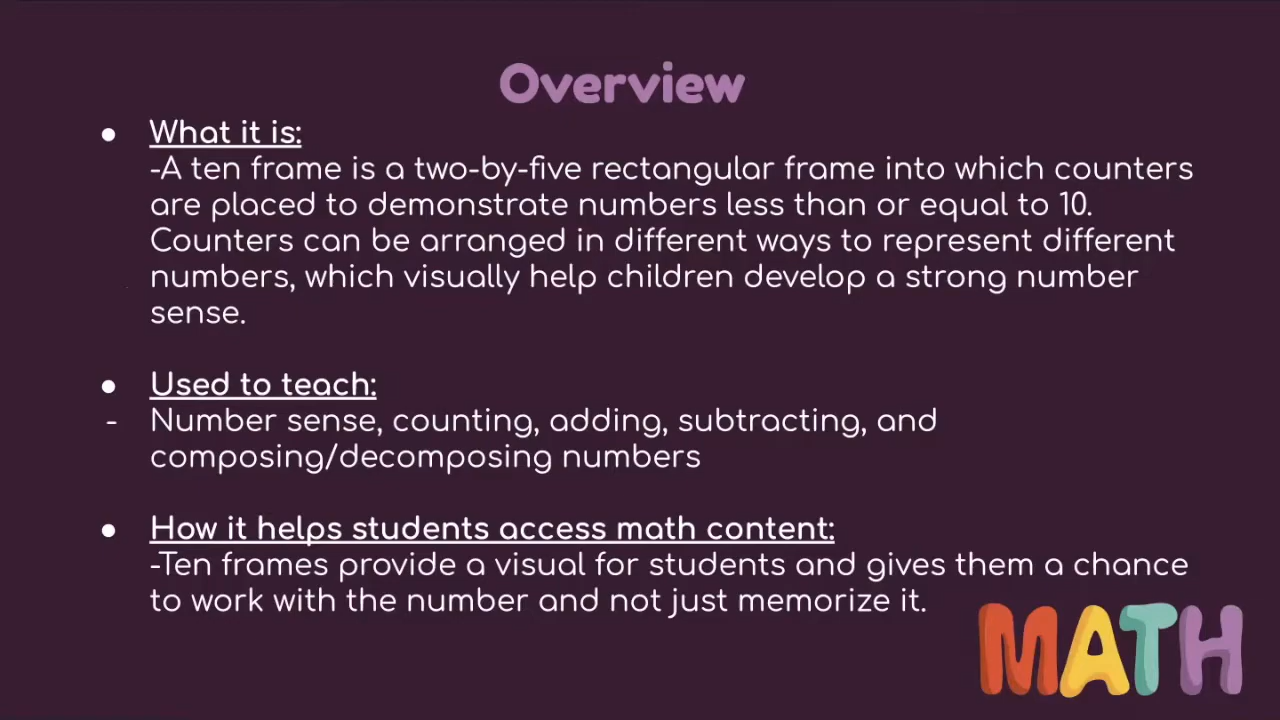 Overview
● What it is:
-A ten frame is a two-by-five rectangular frame into which counters
are placed to demonstrate numbers less than or equal to 10.
Counters can be arranged in different ways to represent different
numbers, which visually help children develop a strong number
sense.
● Used to teach:
- Number sense, counting, adding, subtracting, and
composing/decomposing numbers
● How it helps students access math content:
-Ten frames provide a visual for students and gives them a chance
to work with the number and not just memorize it.
MATH